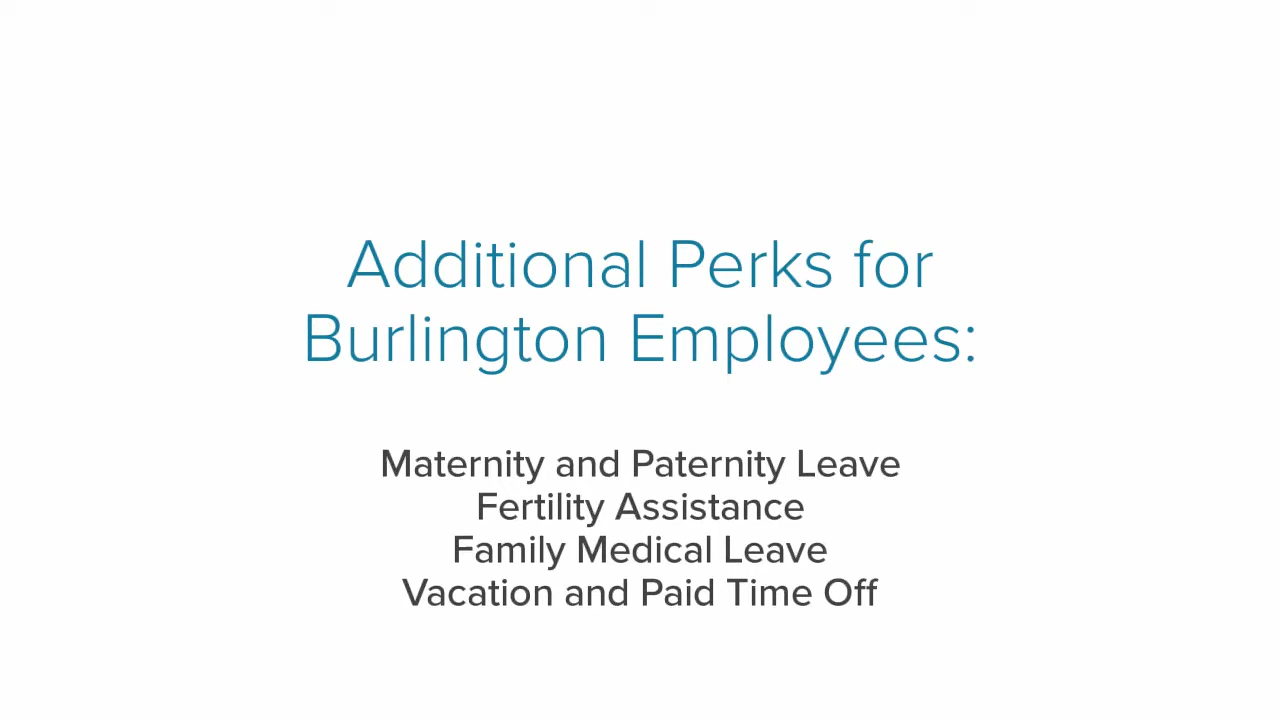 Additional Perks for
Burlington Employees:
Maternity and Paternity Leave
Fertility Assistance
Family Medical Leave
Vacation and Paid Time Off